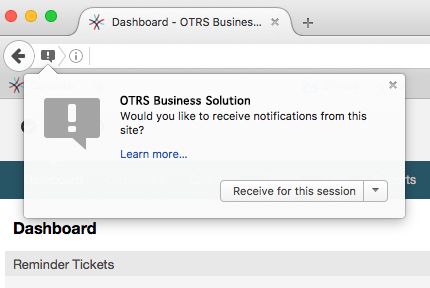 Dashboard - OTRS Busines...
OTRS Business Solution
Would you like to receive notifications from this
site?
Learn more...
Receive for this session
Dashboard
Reminder Tickets